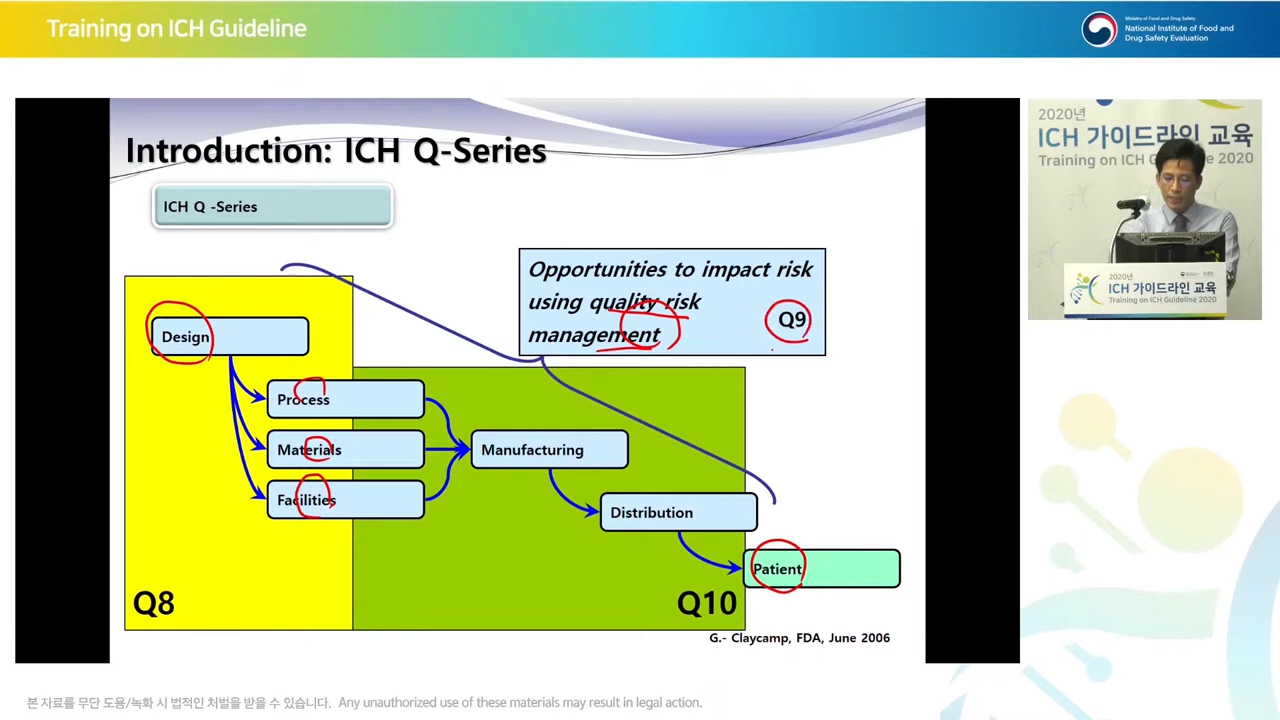 Training on ICH Guideline
Ministry of Food and Drug Safety
National Institute of Food and
Drug Safety Evaluation
Introduction: ICH Q-Series
ICH Q -Series
Opportunities to impact risk
using quality risk
management
Q9
Design
Process
Materials
Facilities
Manufacturing
Distribution
Patient
Q8
Q10
G.- Claycamp, FDA, June 2006
2020년
ICH 가이드라인 교육
Training on ICH Guideline 2020
2020년
ICH 가이드라인 교육
Training on ICH Guideline 2020
본 자료를 무단 도용/녹화 시 법적인 처벌을 받을 수 있습니다. Any unauthorized use of these materials may result in legal action.